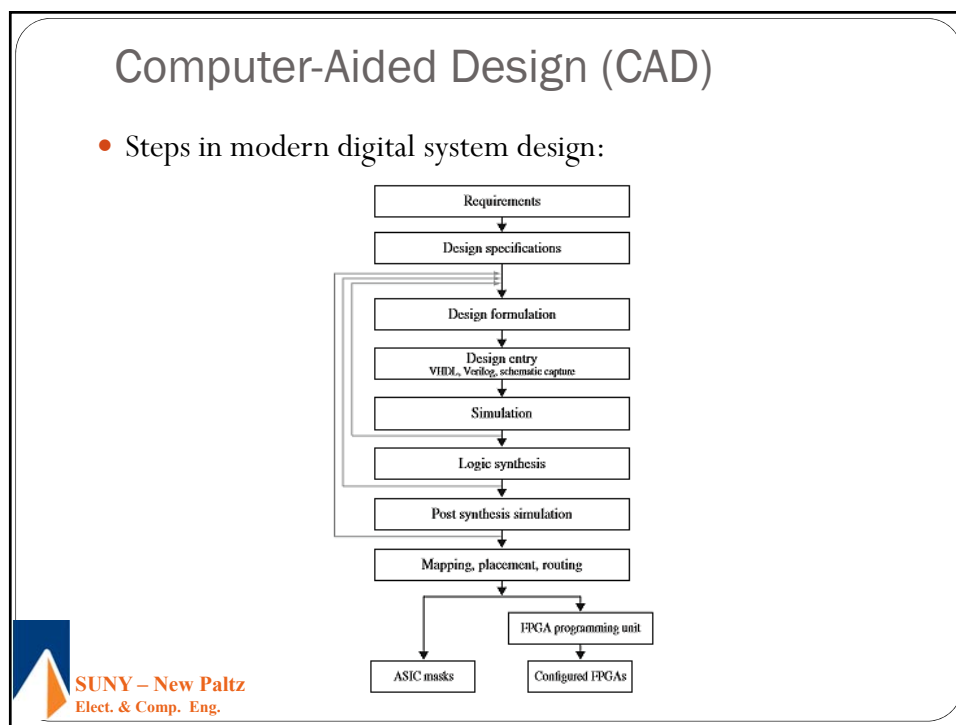 Computer-Aided Design (CAD)
• Steps in modern digital system design:
Requirements
Design specifications
Design formulation
Design entry
VHDL, Verilog, schematic capture
Simulation
Logic synthesis
Post synthesis simulation
Mapping, placement, routing
FPGA programming unit
ASIC masks
Configured FPGAs
SUNY – New Paltz
Elect. & Comp. Eng.